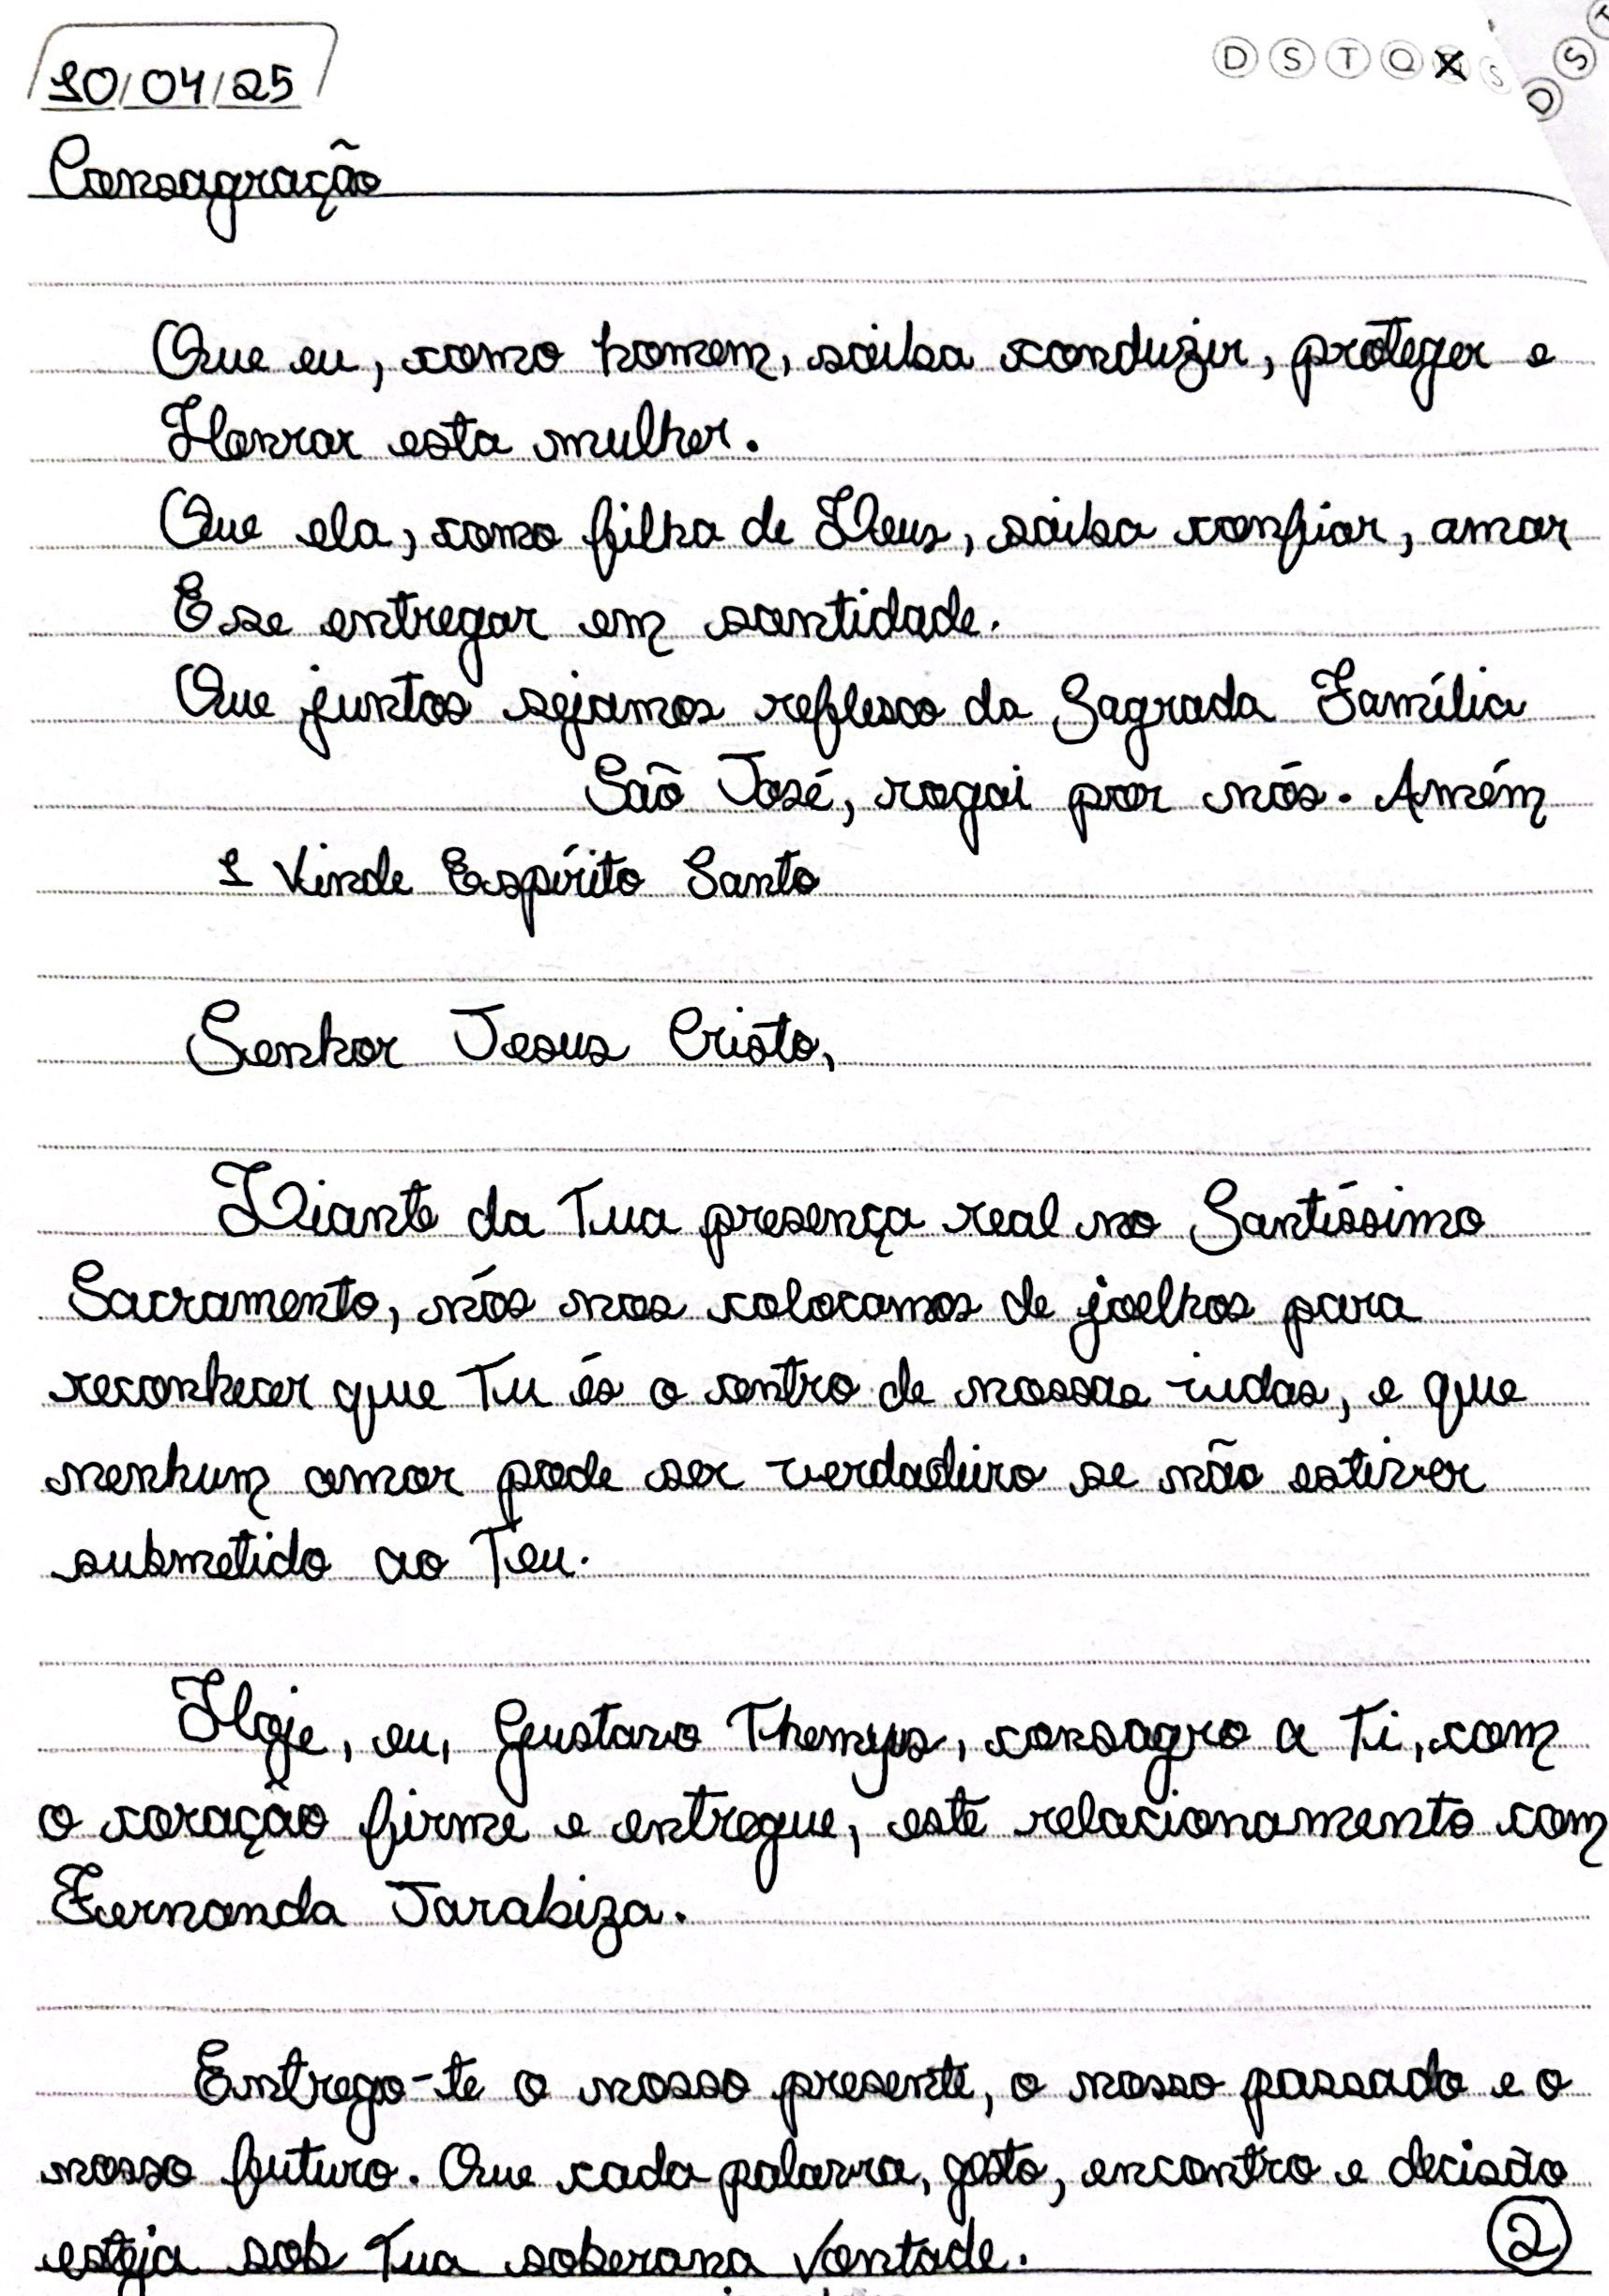 10/04/25
D S T Q X S
D S T
Consagração
Que eu, como homem, saiba conduzir, proteger e
Honrar esta mulher.
Que ela, como filha de Deus, saiba confiar, amar
E se entregar em santidade.
Que juntos sejamos reflexo da Sagrada Família
São José, rogai por nós. Amém
1 Vinde Espírito Santo
Senhor Jesus Cristo,
Diante da Tua presença real no Santíssimo
Sacramento, nós nos colocamos de joelhos para
reconhecer que Tu és o centro de nossas vidas, e que
nenhum amor pode ser verdadeiro se não estiver
submetido ao Teu.
Hoje, eu, Gustavo Themys, consagro a Ti, com
o coração firme e entregue, este relacionamento com
Fernanda Jarabiza.
Entrego-te o nosso presente, o nosso passado e o
nosso futuro. Que cada palavra, gesto, encontro e decisão
esteja sob Tua soberana Vontade.
2